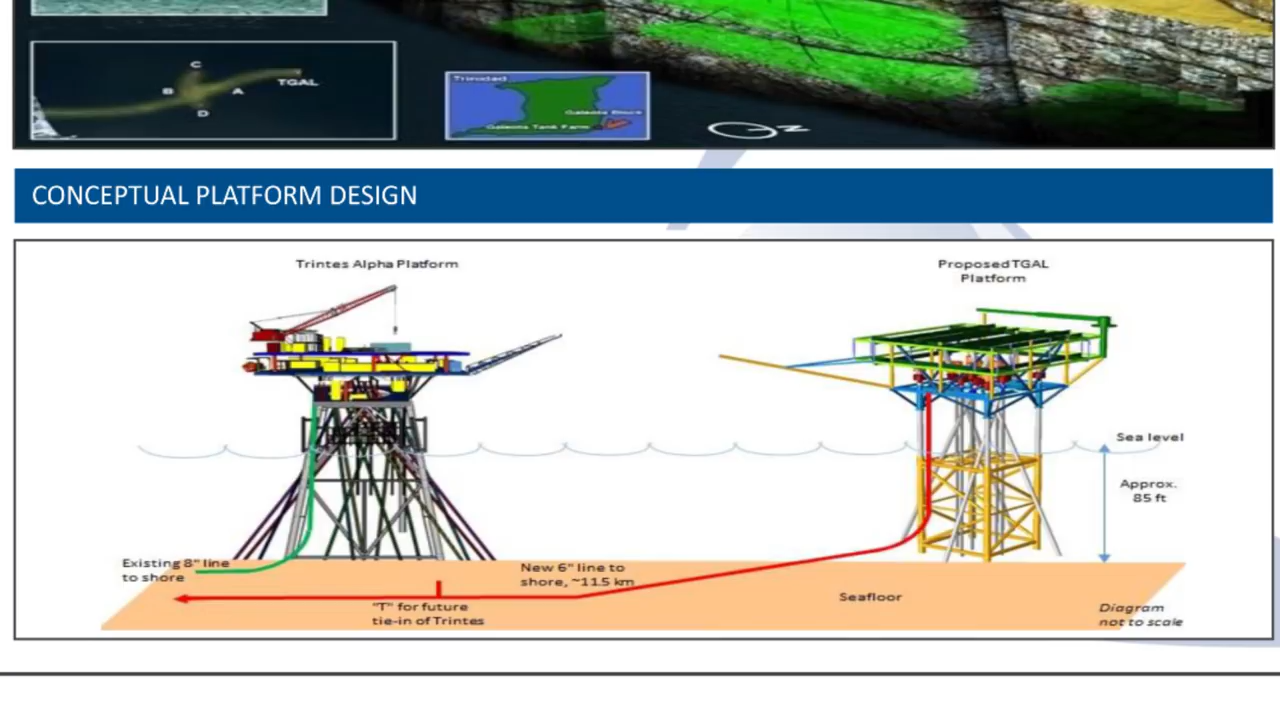 C
TGAL
B
A
D
Trinidad
Galeota Block
Galeota Tank Farm
N
CONCEPTUAL PLATFORM DESIGN
Trintes Alpha Platform
Proposed TGAL
Platform
Sea level
Approx.
85 ft
Existing 8" line
to shore
New 6" line to
shore, ~11.5 km
Seafloor
"T" for future
tie-in of Trintes
Diagram
not to scale